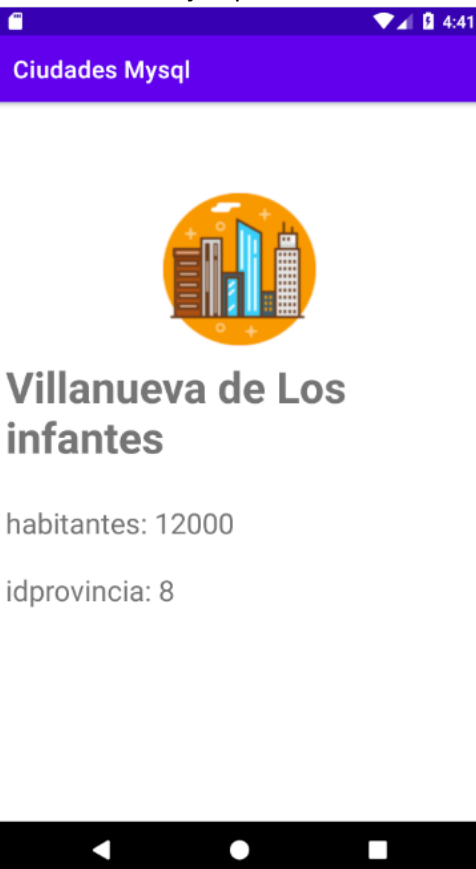 4:41
Ciudades Mysql
Villanueva de Los
infantes
habitantes: 12000
idprovincia: 8